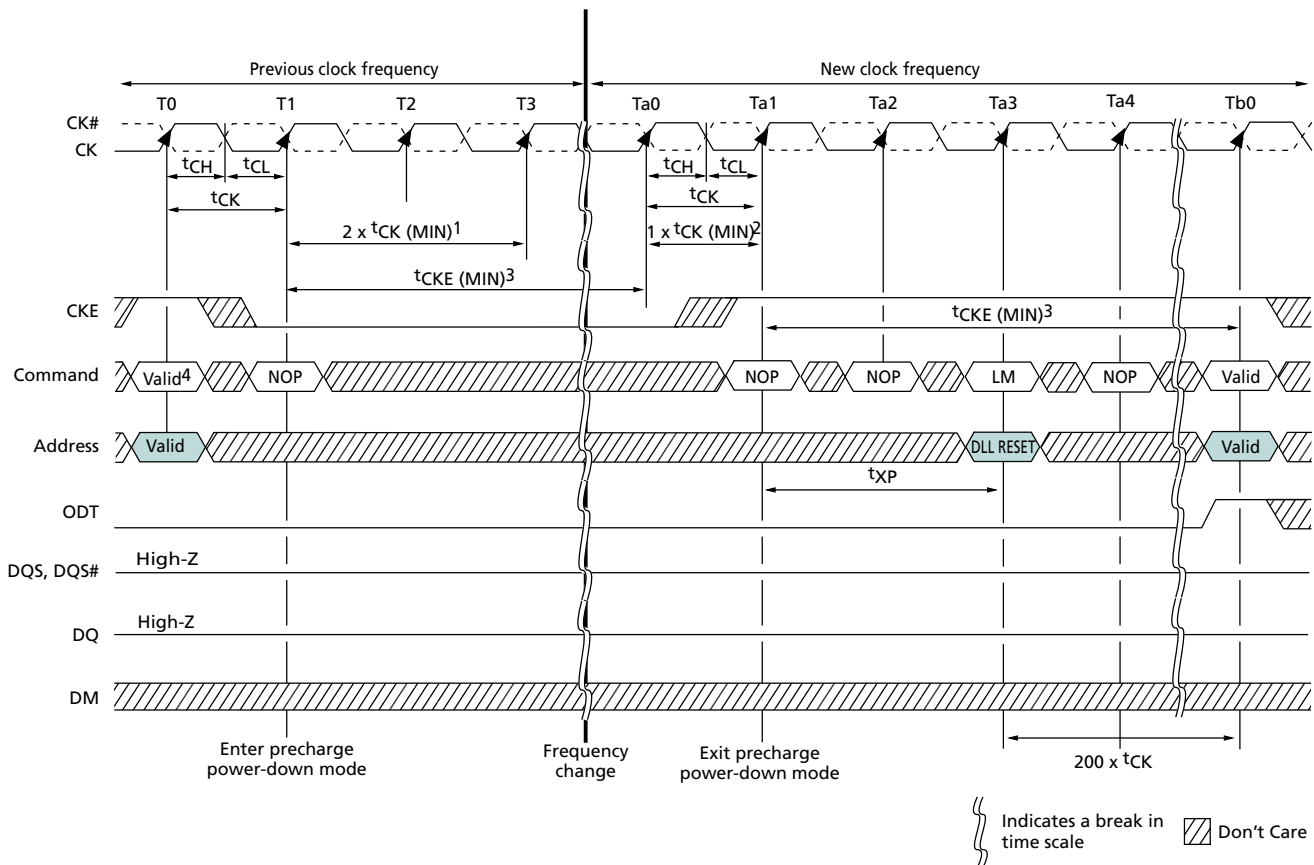 Previous clock frequency
New clock frequency
T0 T1 T2 T3 Ta0 Ta1 Ta2 Ta3 Ta4 Tb0
CK#
CK
tCH tCL tCH tCL
tCK tCK
2 x tCK (MIN)1 1 x tCK (MIN)2
tCKE (MIN)3
CKE
tCKE (MIN)3
Command Valid4 NOP NOP NOP LM NOP Valid
Address Valid DLL RESET Valid
tXP
ODT
High-Z
DQS, DQS#
High-Z
DQ
DM
Enter precharge
power-down mode
Frequency
change
Exit precharge
power-down mode
200 x tCK
Indicates a break in
time scale
Don't Care